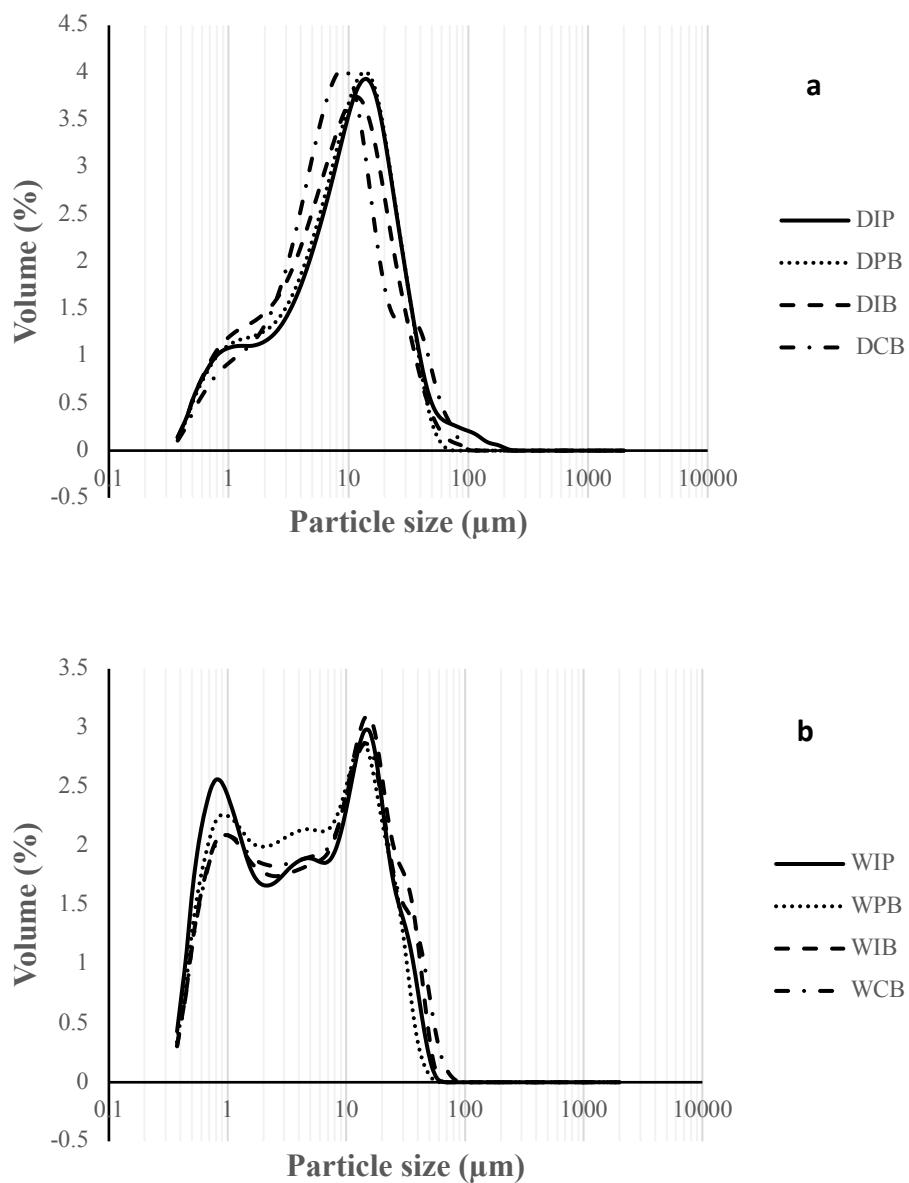 4.5
4
3.5
3
2.5
2
1.5
1
0.5
0
-0.5
0.1 1 10 100 1000 10000
Volume (%)
Particle size (µm)
a
DIP
DPB
DIB
DCB
3.5
3
2.5
2
1.5
1
0.5
0
-0.5
0.1 1 10 100 1000 10000
Volume (%)
Particle size (µm)
b
WIP
WPB
WIB
WCB